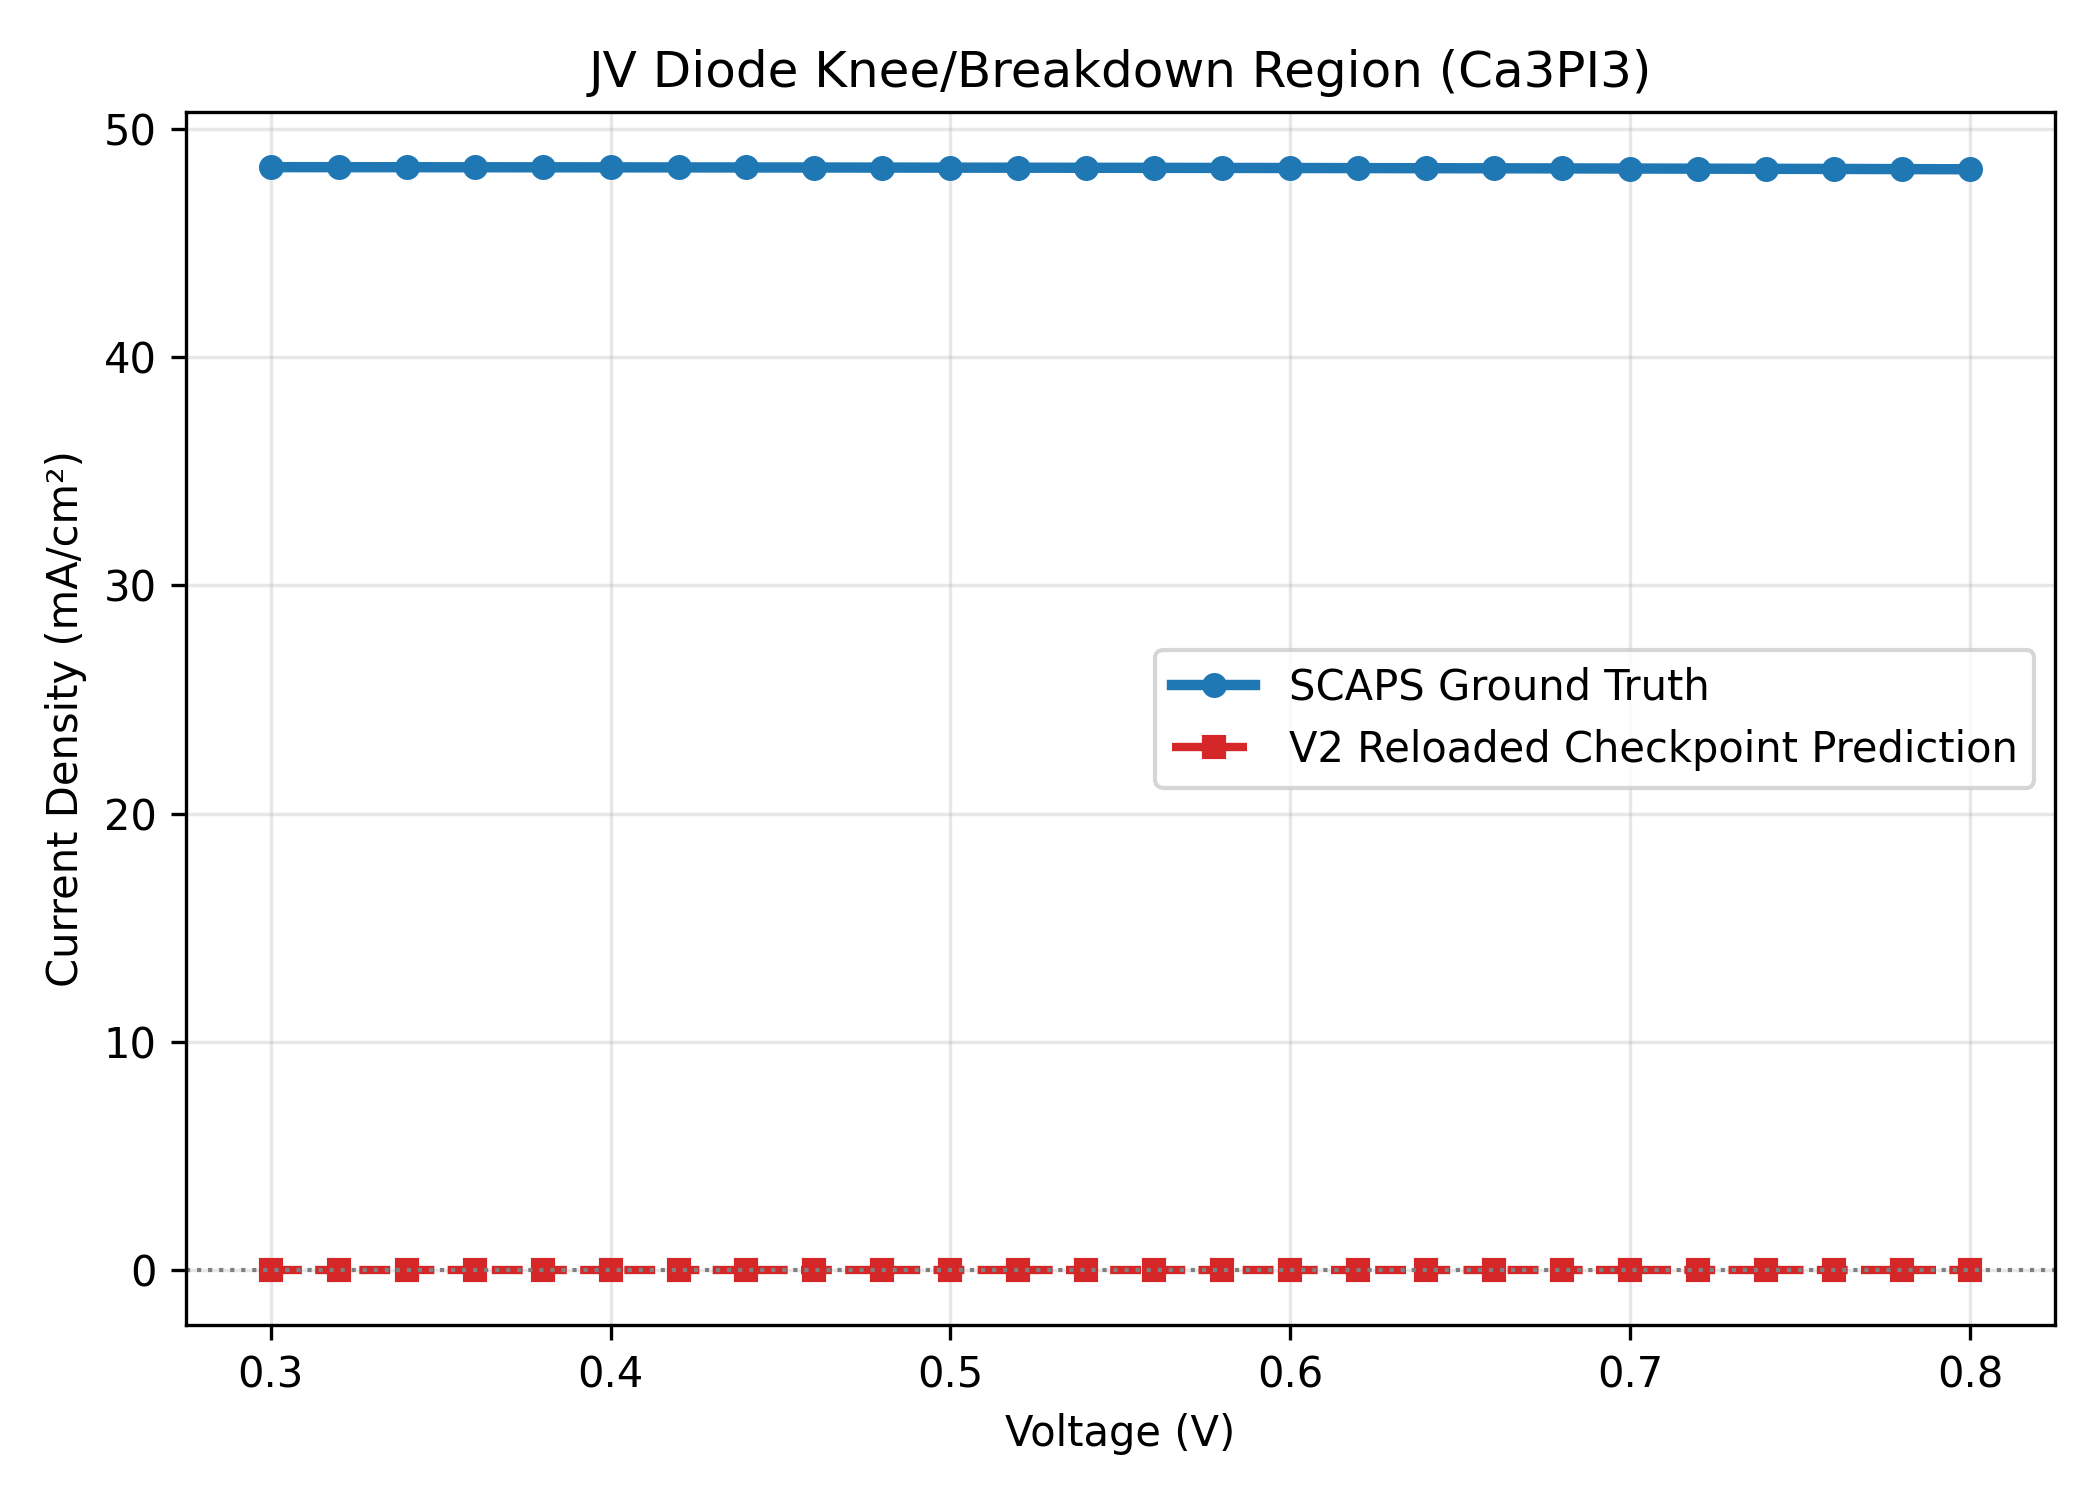 JV Diode Knee/Breakdown Region (Ca3PI3)
50
40
30
20
10
0
Current Density (mA/cm²)
SCAPS Ground Truth
V2 Reloaded Checkpoint Prediction
0.3 0.4 0.5 0.6 0.7 0.8
Voltage (V)